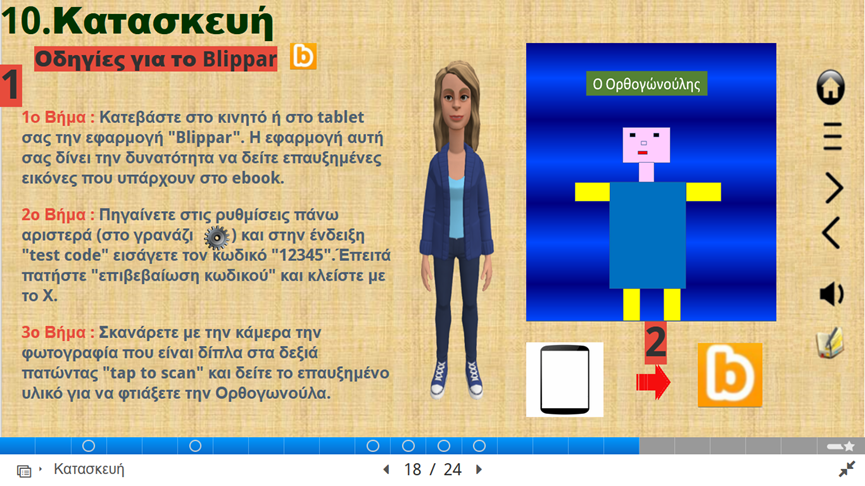 10.Κατασκευή
Οδηγίες για το Blippar
b
1
1ο Βήμα : Κατεβάστε στο κινητό ή στο tablet
σας την εφαρμογή "Blippar". Η εφαρμογή αυτή
σας δίνει την δυνατότητα να δείτε επαυξημένες
εικόνες που υπάρχουν στο ebook.
2ο Βήμα : Πηγαίνετε στις ρυθμίσεις πάνω
αριστερά (στο γρανάζι ) και στην ένδειξη
"test code" εισάγετε τον κωδικό "12345".Έπειτά
πατήστε "επιβεβαίωση κωδικού" και κλείστε με
το Χ.
3ο Βήμα : Σκανάρετε με την κάμερα την
φωτογραφία που είναι δίπλα στα δεξιά
πατώντας "tap to scan" και δείτε το επαυξημένο
υλικό για να φτιάξετε την Ορθογωνούλα.
Ο Ορθογώνούλης
2
b
Κατασκευή
18 / 24